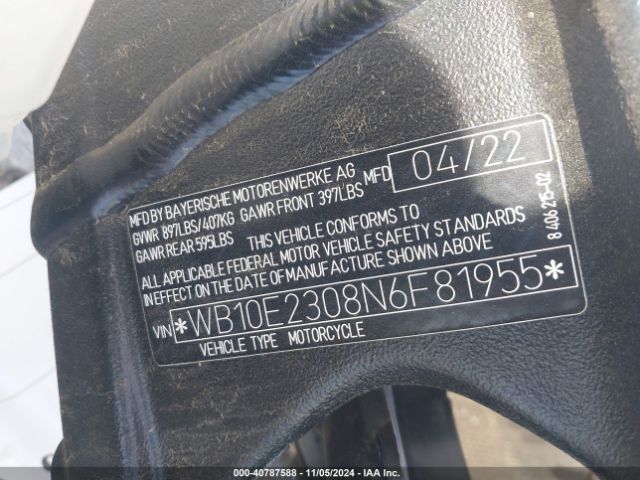 MFD BY BAYERISCHE MOTORENWERKE AG
MFD 04/22
GVWR 897LBS/407KG GAWR FRONT 397LBS
GAWR REAR 595LBS THIS VEHICLE CONFORMS TO
ALL APPLICABLE FEDERAL MOTOR VEHICLE SAFETY STANDARDS
IN EFFECT ON THE DATE OF MANUFACTURE SHOWN ABOVE
VIN *WB10E2308N6F81955*
VEHICLE TYPE MOTORCYCLE
8 406 215-02
000-40787588 - 11/05/2024 - IAA Inc.